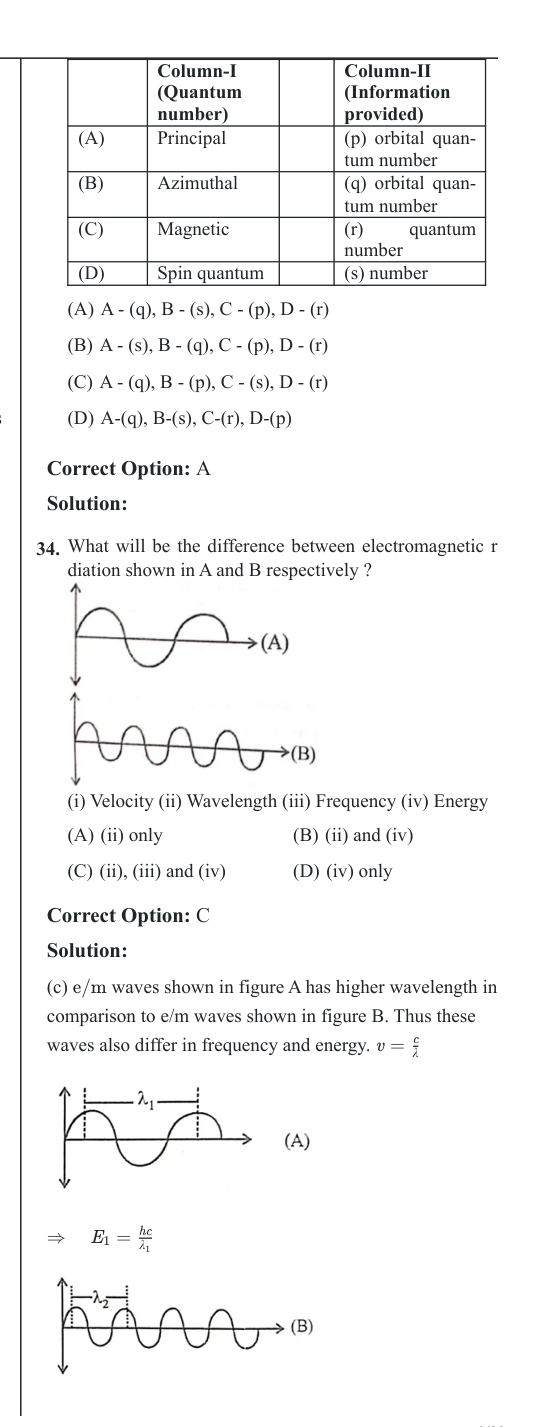 Column-I
(Quantum
number)
Column-II
(Information
provided)
(A) Principal (p) orbital quan-
tum number
(B) Azimuthal (q) orbital quan-
tum number
(C) Magnetic (r) quantum
number
(D) Spin quantum (s) number
(A) A - (q), B - (s), C - (p), D - (r)
(B) A - (s), B - (q), C - (p), D - (r)
(C) A - (q), B - (p), C - (s), D - (r)
(D) A-(q), B-(s), C-(r), D-(p)
Correct Option: A
Solution:
34. What will be the difference between electromagnetic r
diation shown in A and B respectively ?
(A)
(B)
(i) Velocity (ii) Wavelength (iii) Frequency (iv) Energy
(A) (ii) only (B) (ii) and (iv)
(C) (ii), (iii) and (iv) (D) (iv) only
Correct Option: C
Solution:
(c) e/m waves shown in figure A has higher wavelength in
comparison to e/m waves shown in figure B. Thus these
waves also differ in frequency and energy. v = c/λ
λ₁
(A)
⇒ E₁ = hc/λ₁
λ₂
(B)